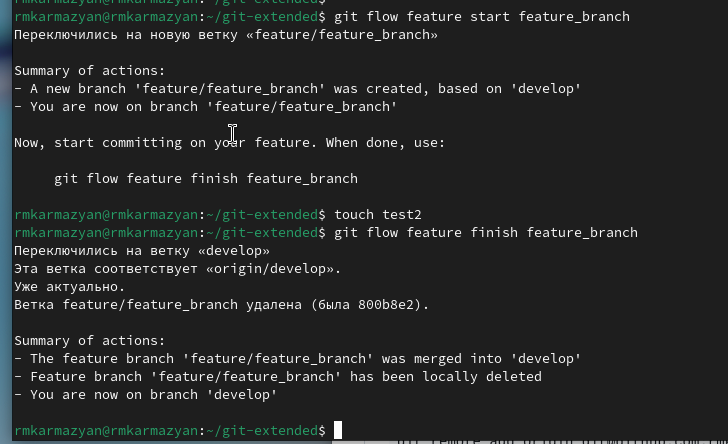 rmkarmazyan@rmkarmazyan:~/git-extended$ git flow feature start feature_branch
Переключились на новую ветку «feature/feature_branch»
Summary of actions:
- A new branch 'feature/feature_branch' was created, based on 'develop'
- You are now on branch 'feature/feature_branch'
Now, start committing on your feature. When done, use:
git flow feature finish feature_branch
rmkarmazyan@rmkarmazyan:~/git-extended$ touch test2
rmkarmazyan@rmkarmazyan:~/git-extended$ git flow feature finish feature_branch
Переключились на ветку «develop»
Эта ветка соответствует «origin/develop».
Уже актуально.
Ветка feature/feature_branch удалена (была 800b8e2).
Summary of actions:
- The feature branch 'feature/feature_branch' was merged into 'develop'
- Feature branch 'feature/feature_branch' has been locally deleted
- You are now on branch 'develop'
rmkarmazyan@rmkarmazyan:~/git-extended$